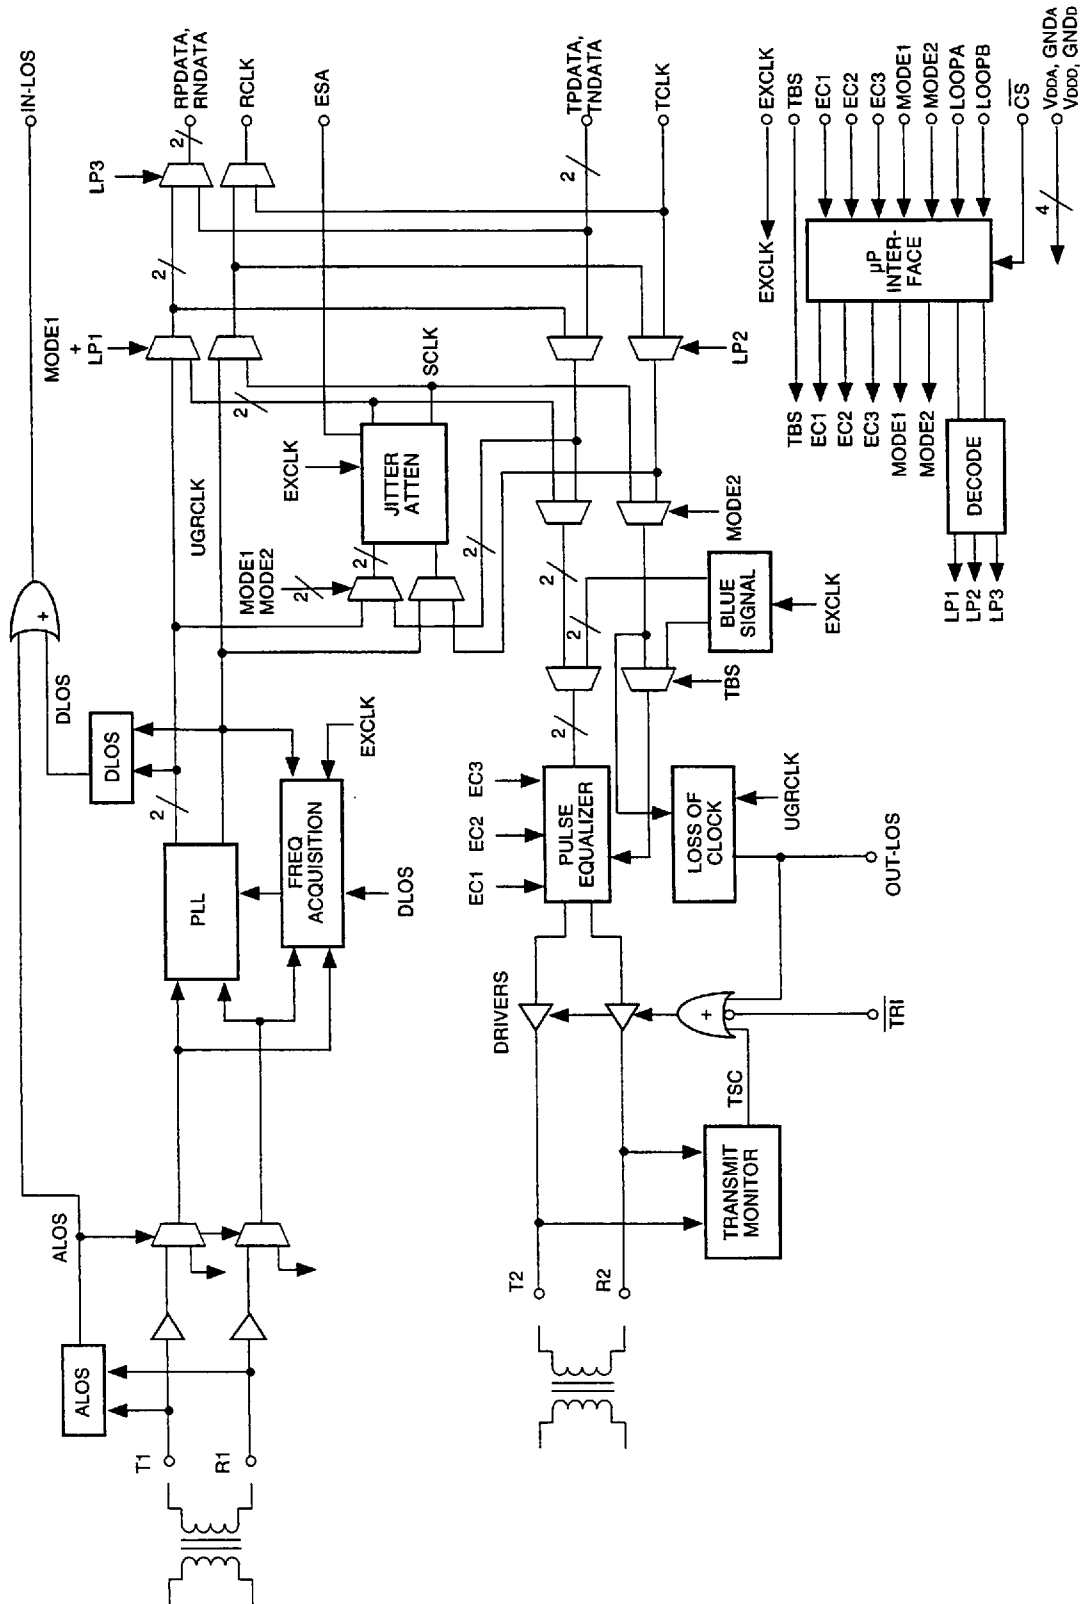 IN-LOS
RPDATA,
RNDATA
RCLK
ESA
TPDATA,
TNDATA
TCLK
LP3
2
2
2
MODE1
+
LP1
LP2
SCLK
2
UGRCLK
EXCLK
JITTER
ATTEN
MODE1
MODE2
2
2
2
2
2
MODE2
BLUE
SIGNAL
EXCLK
TBS
+
DLOS
DLOS
2
PLL
FREQ
ACQUISITION
EXCLK
DLOS
EC1
EC2
EC3
PULSE
EQUALIZER
2
LOSS OF
CLOCK
UGRCLK
OUT-LOS
DRIVERS
+
TRI
TSC
TRANSMIT
MONITOR
ALOS
ALOS
T1
R1
T2
R2
EXCLK
TBS
EC1
EC2
EC3
MODE1
MODE2
LOOPA
LOOPB
CS
VDDA, GNDA
VDDD, GNDD
4
µP
INTER-
FACE
EXCLK
TBS
EC1
EC2
EC3
MODE1
MODE2
DECODE
LP1
LP2
LP3